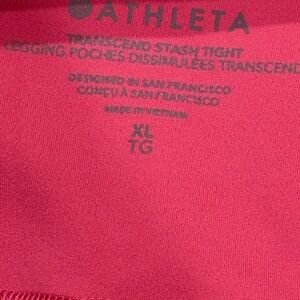 ATHLETA
TRANSCEND STASH TIGHT
LEGGING POCHES DISSIMULÉES TRANSCEND
DESIGNED IN SAN FRANCISCO
CONÇU À SAN FRANCISCO
MADE IN VIETNAM
XL
TG